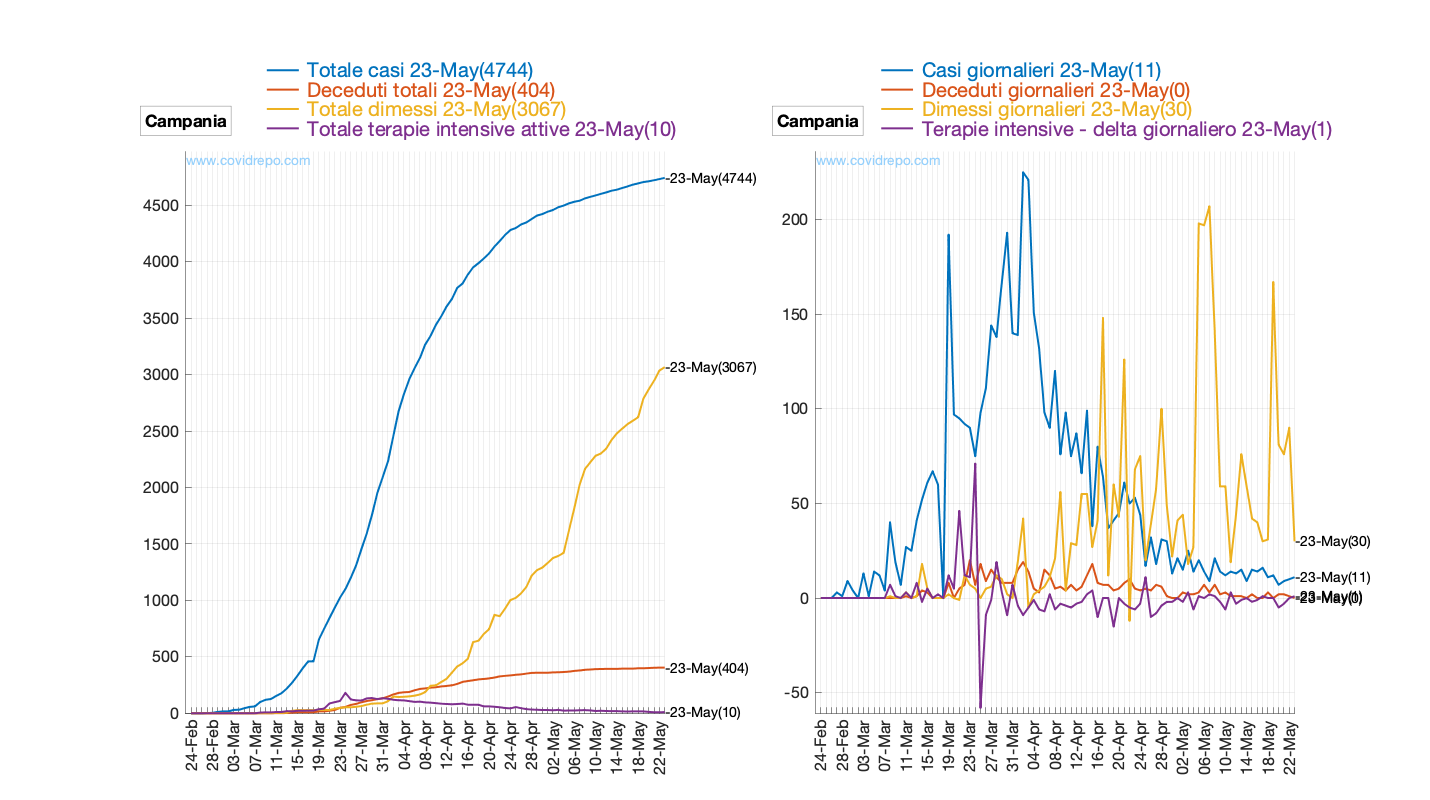 Totale casi 23-May(4744)
Deceduti totali 23-May(404)
Totale dimessi 23-May(3067)
Totale terapie intensive attive 23-May(10)
Campania
www.covidrepo.com
4500
4000
3500
3000
2500
2000
1500
1000
500
0
-23-May(4744)
-23-May(3067)
-23-May(404)
-23-May(10)
24-Feb
28-Feb
03-Mar
07-Mar
11-Mar
15-Mar
19-Mar
23-Mar
27-Mar
31-Mar
04-Apr
08-Apr
12-Apr
16-Apr
20-Apr
24-Apr
28-Apr
02-May
06-May
10-May
14-May
18-May
22-May
Casi giornalieri 23-May(11)
Deceduti giornalieri 23-May(0)
Dimessi giornalieri 23-May(30)
Terapie intensive - delta giornaliero 23-May(1)
Campania
www.covidrepo.com
200
150
100
50
0
-50
-23-May(30)
-23-May(11)
-23-May(1)
-23-May(0)
24-Feb
28-Feb
03-Mar
07-Mar
11-Mar
15-Mar
19-Mar
23-Mar
27-Mar
31-Mar
04-Apr
08-Apr
12-Apr
16-Apr
20-Apr
24-Apr
28-Apr
02-May
06-May
10-May
14-May
18-May
22-May